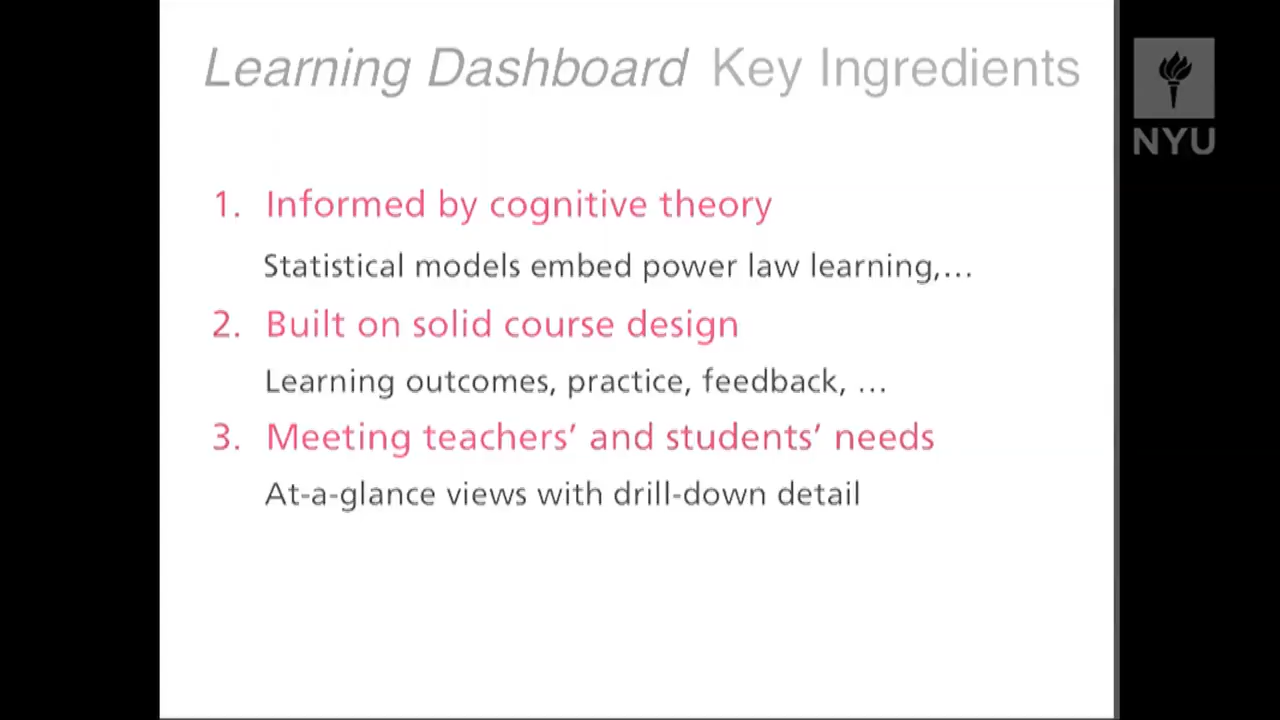 Learning Dashboard Key Ingredients
NYU
1. Informed by cognitive theory
Statistical models embed power law learning,...
2. Built on solid course design
Learning outcomes, practice, feedback, ...
3. Meeting teachers’ and students’ needs
At-a-glance views with drill-down detail